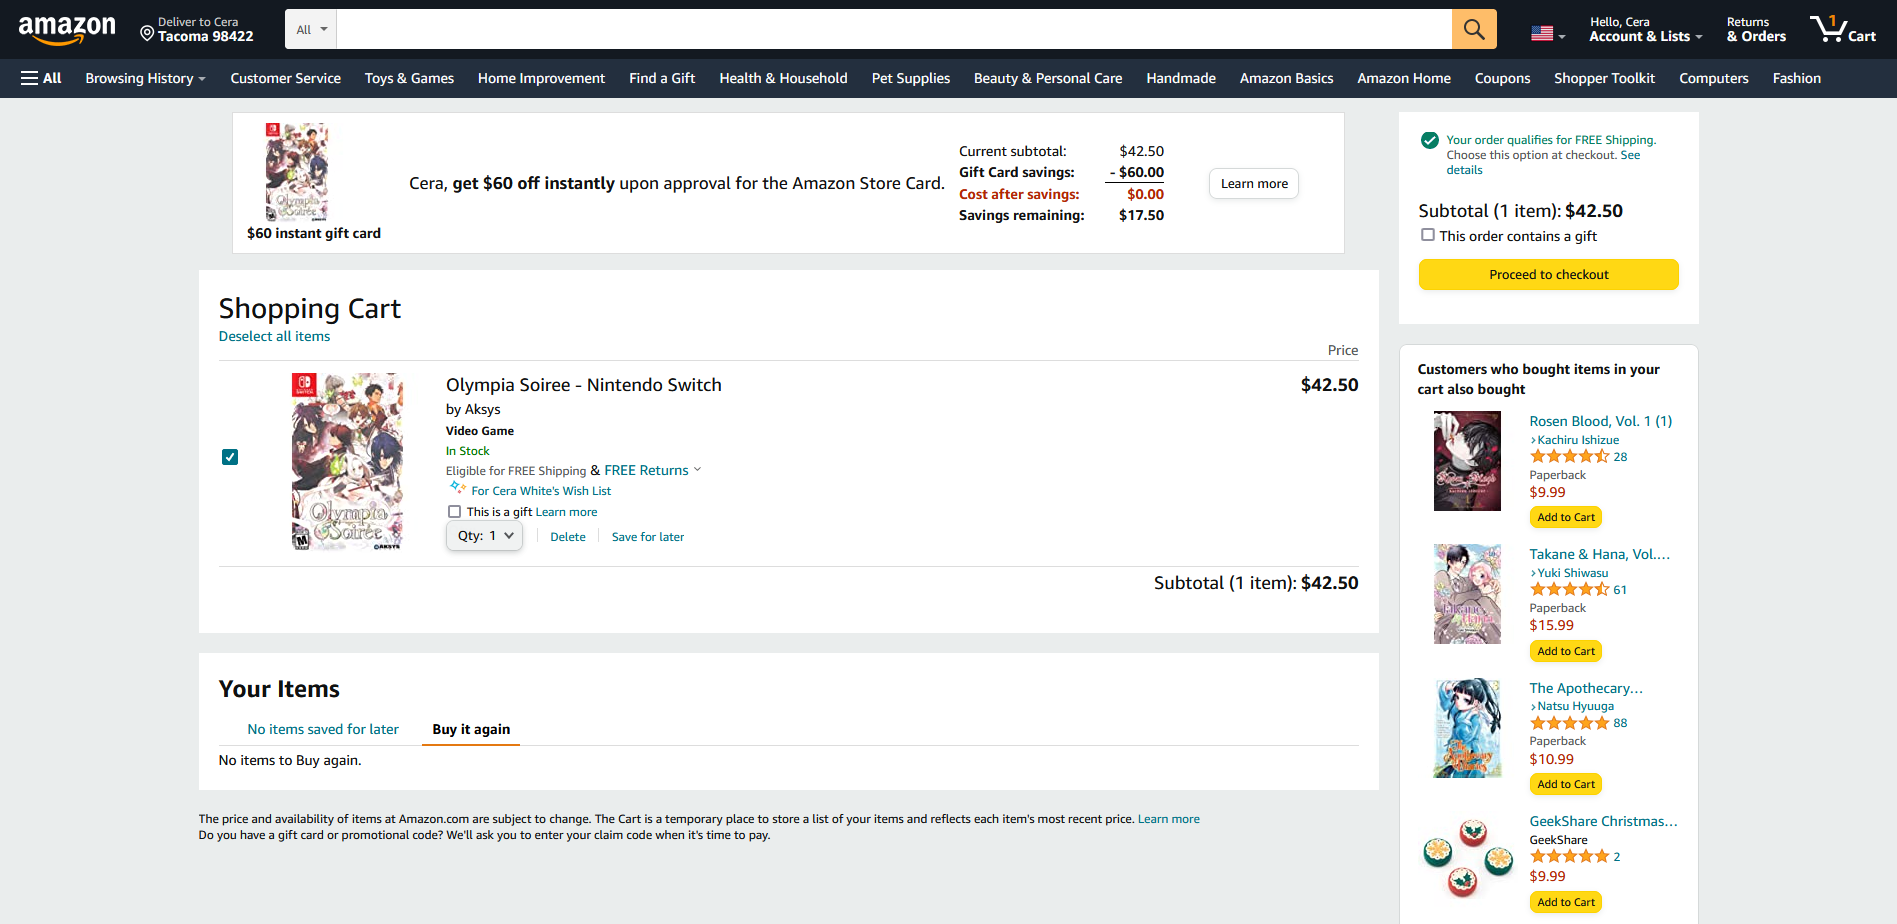 amazon
Deliver to Cera
Tacoma 98422
All
Hello, Cera
Account & Lists
Returns
& Orders
1
Cart
All
Browsing History
Customer Service
Toys & Games
Home Improvement
Find a Gift
Health & Household
Pet Supplies
Beauty & Personal Care
Handmade
Amazon Basics
Amazon Home
Coupons
Shopper Toolkit
Computers
Fashion
Olympia
Soirée
$60 instant gift card
Cera, get $60 off instantly upon approval for the Amazon Store Card.
Current subtotal: $42.50
Gift Card savings: - $60.00
Cost after savings: $0.00
Savings remaining: $17.50
Learn more
Your order qualifies for FREE Shipping.
Choose this option at checkout. See
details
Subtotal (1 item): $42.50
This order contains a gift
Proceed to checkout
Shopping Cart
Deselect all items
Price
Olympia
Soirée
M
AKSYS
Olympia Soiree - Nintendo Switch
$42.50
by Aksys
Video Game
In Stock
Eligible for FREE Shipping & FREE Returns
For Cera White's Wish List
This is a gift Learn more
Qty: 1
Delete
Save for later
Subtotal (1 item): $42.50
Your Items
No items saved for later
Buy it again
No items to Buy again.
The price and availability of items at Amazon.com are subject to change. The Cart is a temporary place to store a list of your items and reflects each item's most recent price. Learn more
Do you have a gift card or promotional code? We'll ask you to enter your claim code when it's time to pay.
Customers who bought items in your
cart also bought
Rosen Blood, Vol. 1 (1)
›Kachiru Ishizue
28
Paperback
$9.99
Add to Cart
Takane & Hana, Vol.…
›Yuki Shiwasu
61
Paperback
$15.99
Add to Cart
The Apothecary…
›Natsu Hyuuga
88
Paperback
$10.99
Add to Cart
GeekShare Christmas…
GeekShare
2
$9.99
Add to Cart